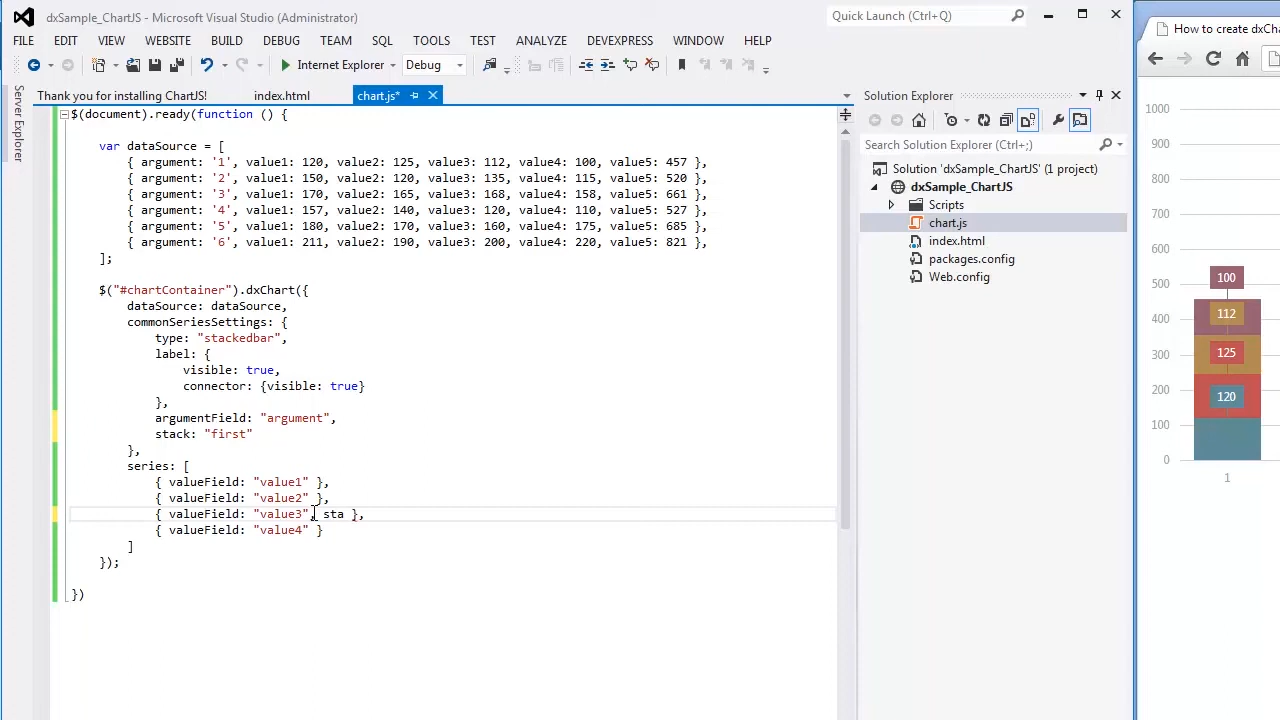 dxSample_ChartJS - Microsoft Visual Studio (Administrator)
Quick Launch (Ctrl+Q)
FILE EDIT VIEW WEBSITE BUILD DEBUG TEAM SQL TOOLS TEST ANALYZE DEVEXPRESS WINDOW HELP
Internet Explorer Debug
Server Explorer
Thank you for installing ChartJS! index.html chart.js*
$(document).ready(function () {
var dataSource = [
{ argument: '1', value1: 120, value2: 125, value3: 112, value4: 100, value5: 457 },
{ argument: '2', value1: 150, value2: 120, value3: 135, value4: 115, value5: 520 },
{ argument: '3', value1: 170, value2: 165, value3: 168, value4: 158, value5: 661 },
{ argument: '4', value1: 157, value2: 140, value3: 120, value4: 110, value5: 527 },
{ argument: '5', value1: 180, value2: 170, value3: 160, value4: 175, value5: 685 },
{ argument: '6', value1: 211, value2: 190, value3: 200, value4: 220, value5: 821 },
];
$("#chartContainer").dxChart({
dataSource: dataSource,
commonSeriesSettings: {
type: "stackedbar",
label: {
visible: true,
connector: {visible: true}
},
argumentField: "argument",
stack: "first"
},
series: [
{ valueField: "value1" },
{ valueField: "value2" },
{ valueField: "value3", sta },
{ valueField: "value4" }
]
});
})
Solution Explorer
Search Solution Explorer (Ctrl+;)
Solution 'dxSample_ChartJS' (1 project)
dxSample_ChartJS
Scripts
chart.js
index.html
packages.config
Web.config
How to create dxCha
1000
900
800
700
600
500
400
300
200
100
0
100
112
125
120
1